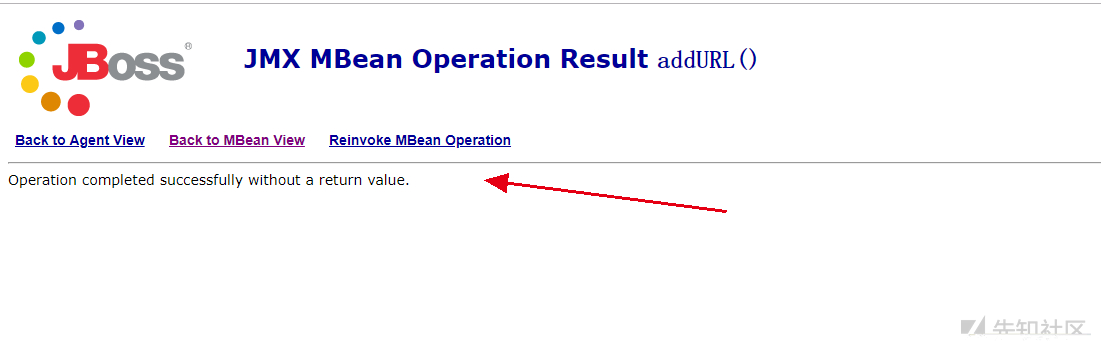 JBoss®
JMX MBean Operation Result addURL()
Back to Agent View Back to MBean View Reinvoke MBean Operation
Operation completed successfully without a return value.
先知社区